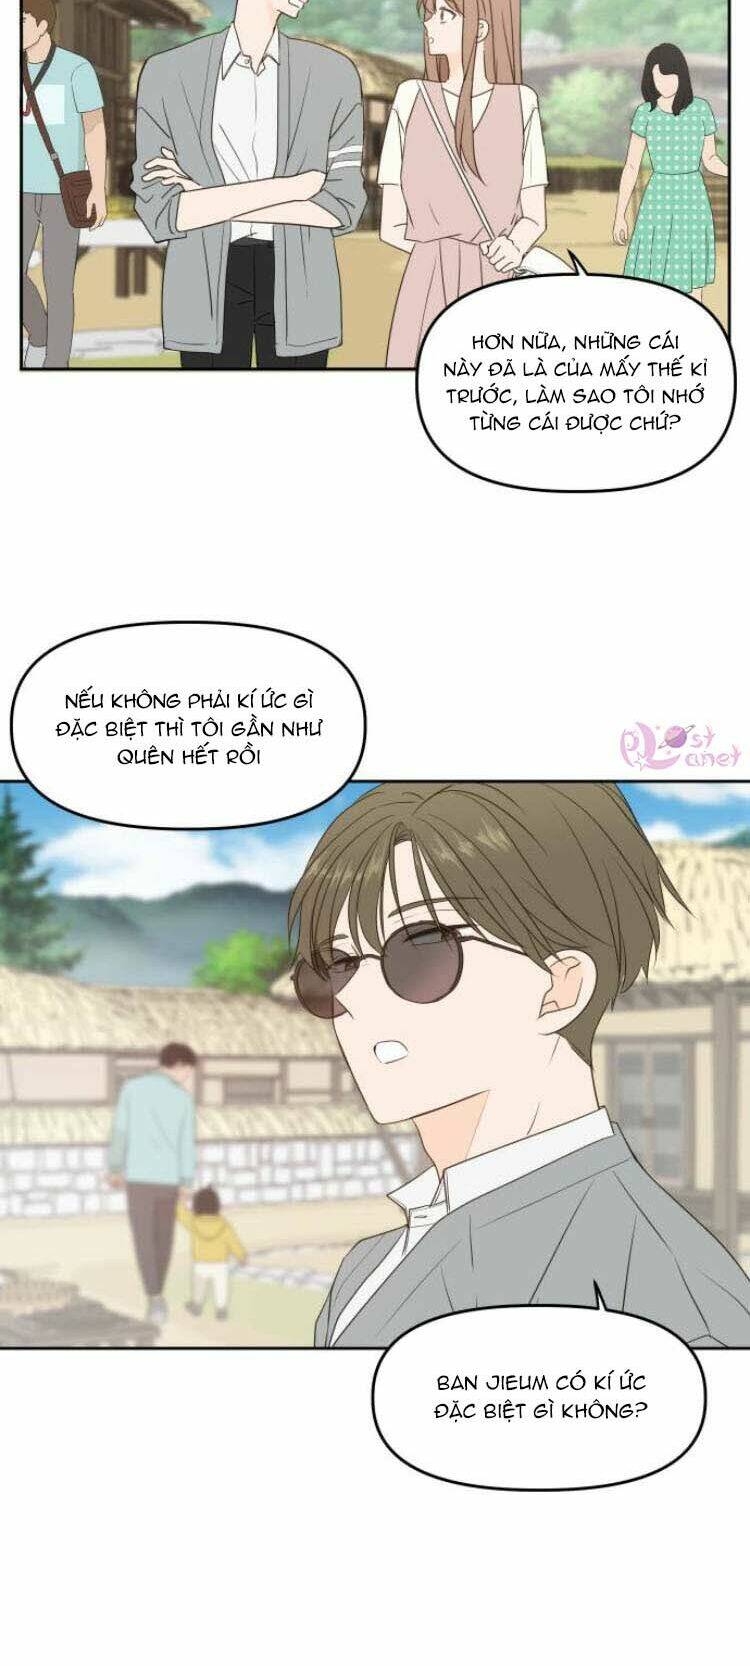 HƠN NỮA, NHỮNG CÁI
NÀY ĐÃ LÀ CỦA MẤY THẾ KỈ
TRƯỚC, LÀM SAO TÔI NHỚ
TỪNG CÁI ĐƯỢC CHỨ?
NẾU KHÔNG PHẢI KÍ ỨC GÌ
ĐẶC BIỆT THÌ TÔI GẦN NHƯ
QUÊN HẾT RỒI
Lost
Planet
BAN JIEUM CÓ KÍ ỨC
ĐẶC BIỆT GÌ KHÔNG?